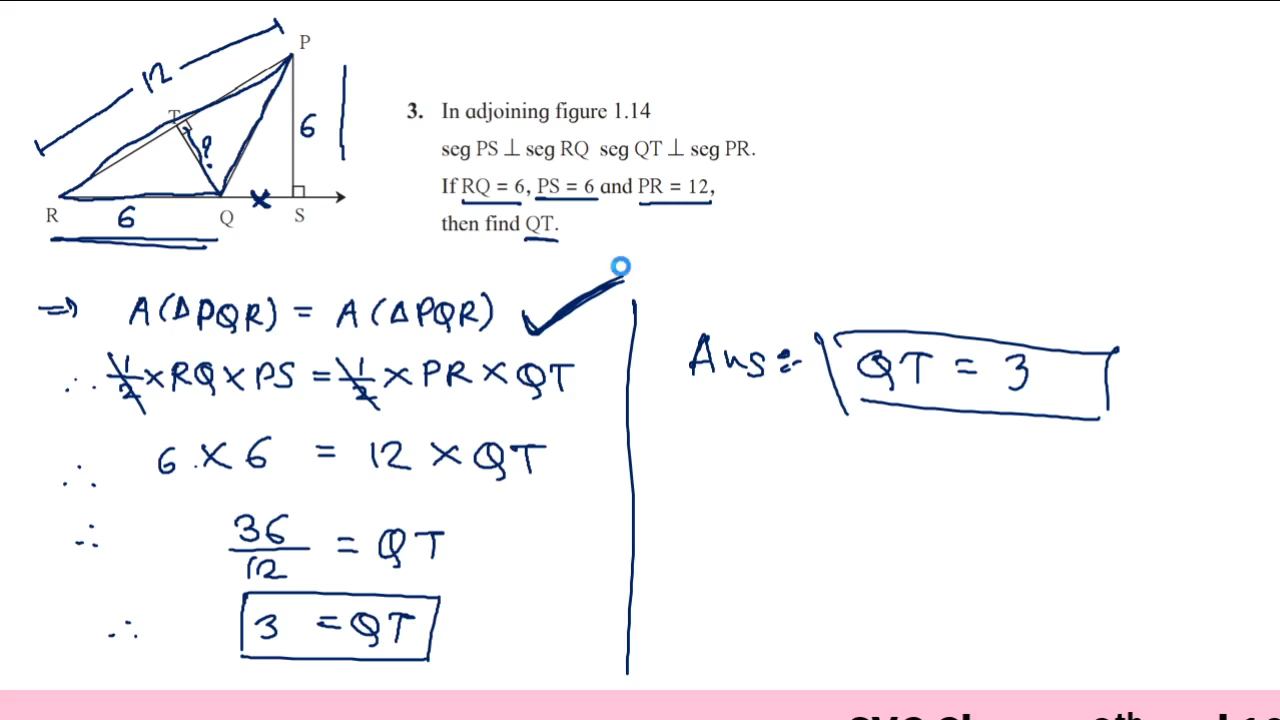 12
P
T
6
?
R
6
Q
×
S
3. In adjoining figure 1.14
seg PS ⊥ seg RQ seg QT ⊥ seg PR.
If RQ = 6, PS = 6 and PR = 12,
then find QT.
⇒ A(ΔPQR) = A(ΔPQR)
∴ 1/2 × RQ × PS = 1/2 × PR × QT
∴ 6 × 6 = 12 × QT
∴ 36/12 = QT
∴ 3 = QT
Ans:- QT = 3